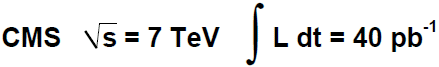 CMS √s = 7 TeV ∫ L dt = 40 pb⁻¹